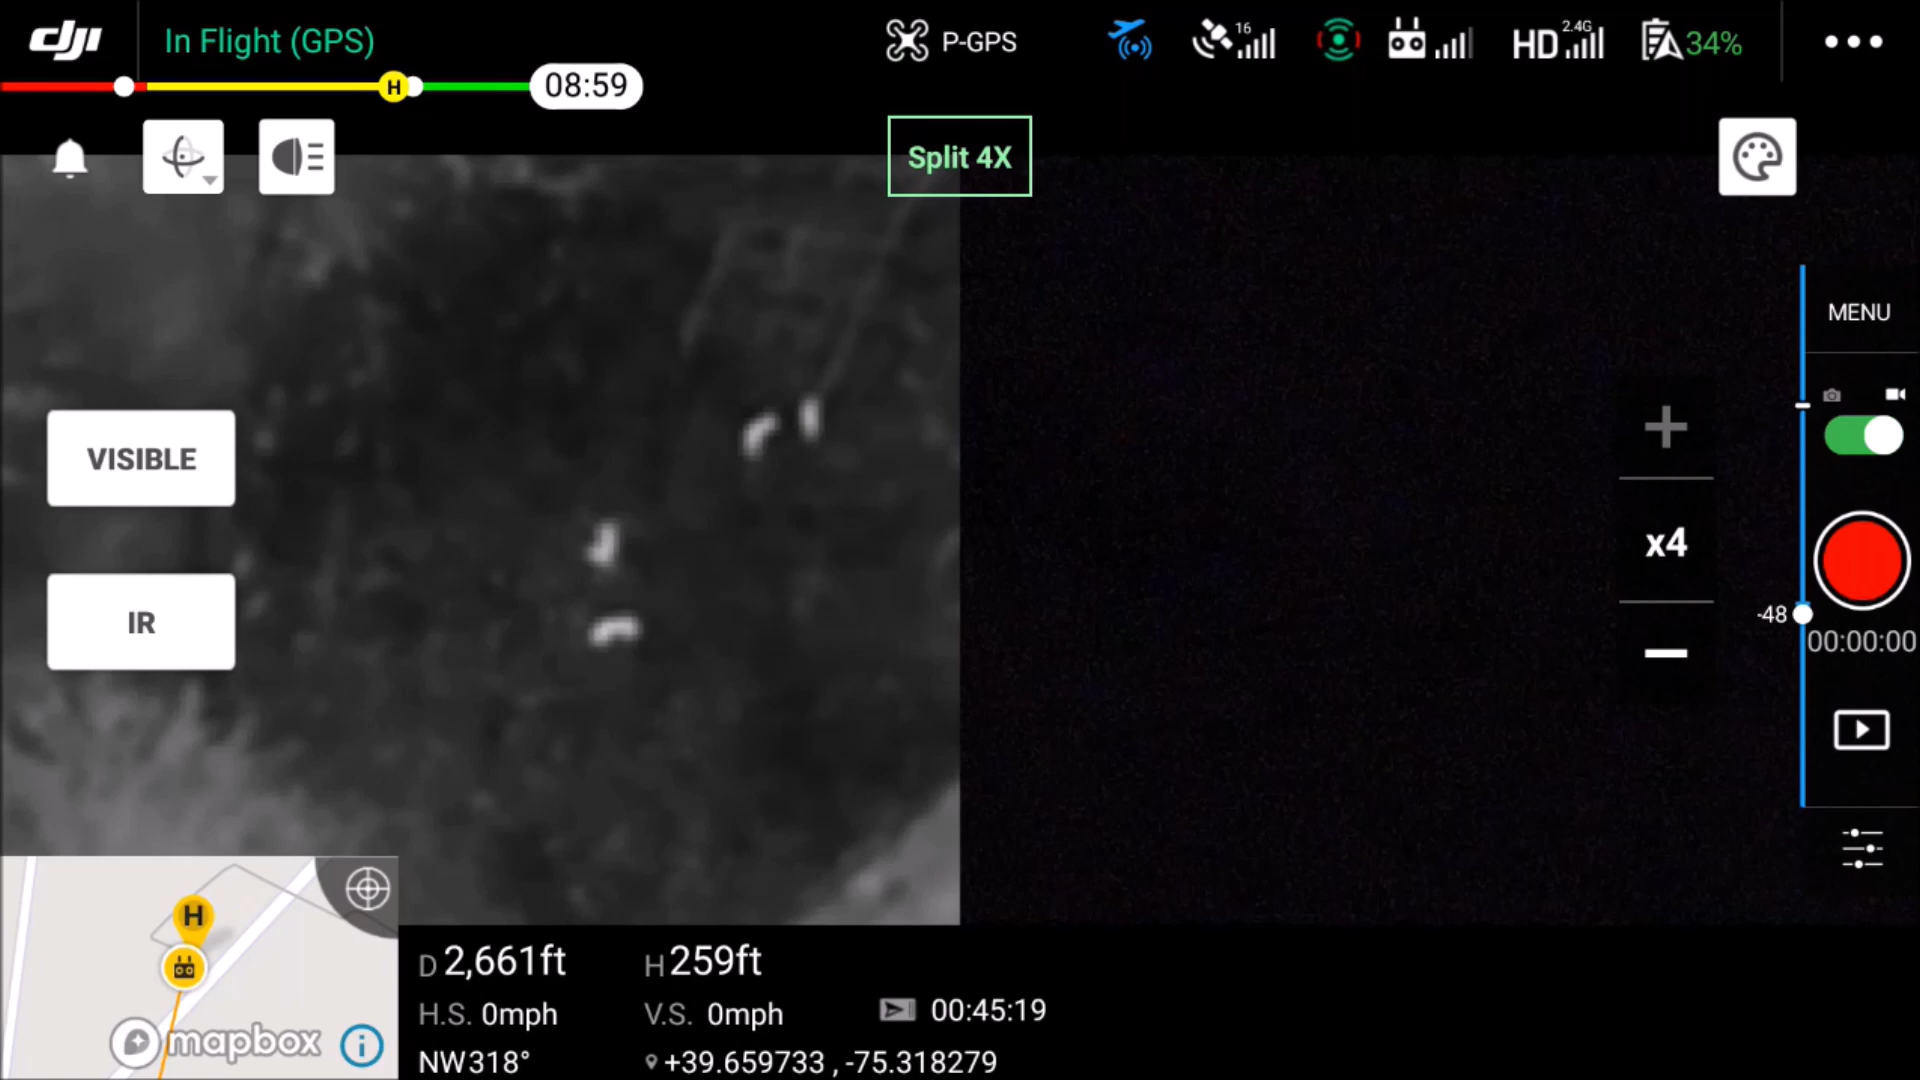 dji
In Flight (GPS)
P-GPS
16
HD
2.4G
34%
H
08:59
Split 4X
MENU
VISIBLE
x4
IR
-48
00:00:00
H
mapbox
i
D 2,661ft
H 259ft
H.S. 0mph
V.S. 0mph
00:45:19
NW318°
+39.659733 , -75.318279